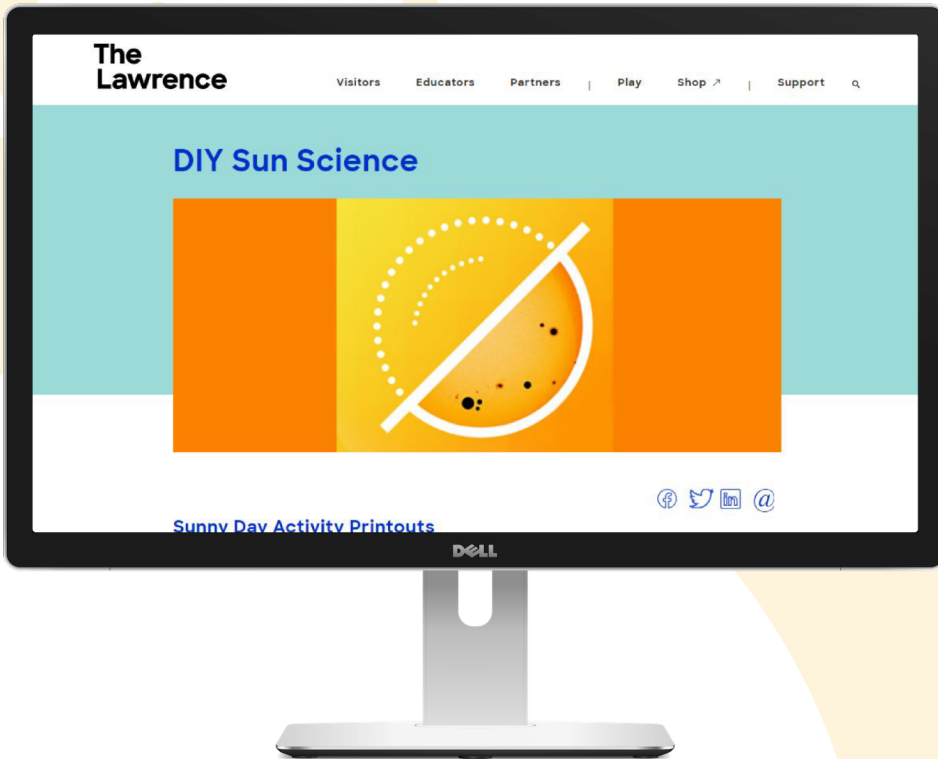 The
Lawrence
Visitors Educators Partners | Play Shop ↗ | Support
DIY Sun Science
Sunny Day Activity Printouts
DELL